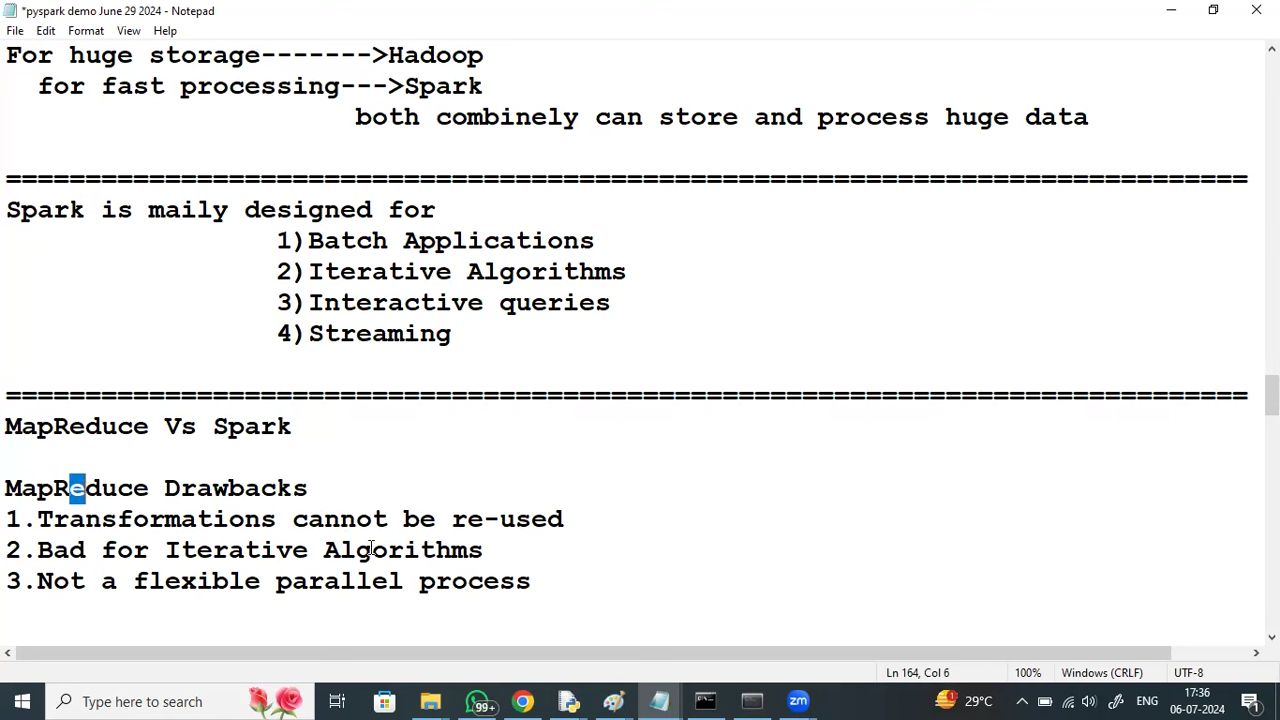 *pyspark demo June 29 2024 - Notepad
File Edit Format View Help
For huge storage------->Hadoop
for fast processing--->Spark
both combinely can store and process huge data
==============================================================================
Spark is maily designed for
1)Batch Applications
2)Iterative Algorithms
3)Interactive queries
4)Streaming
==============================================================================
MapReduce Vs Spark
MapReduce Drawbacks
1.Transformations cannot be re-used
2.Bad for Iterative Algorithms
3.Not a flexible parallel process
Ln 164, Col 6 100% Windows (CRLF) UTF-8
Type here to search 99+ zm 1 29°C ENG 17:36 06-07-2024 1